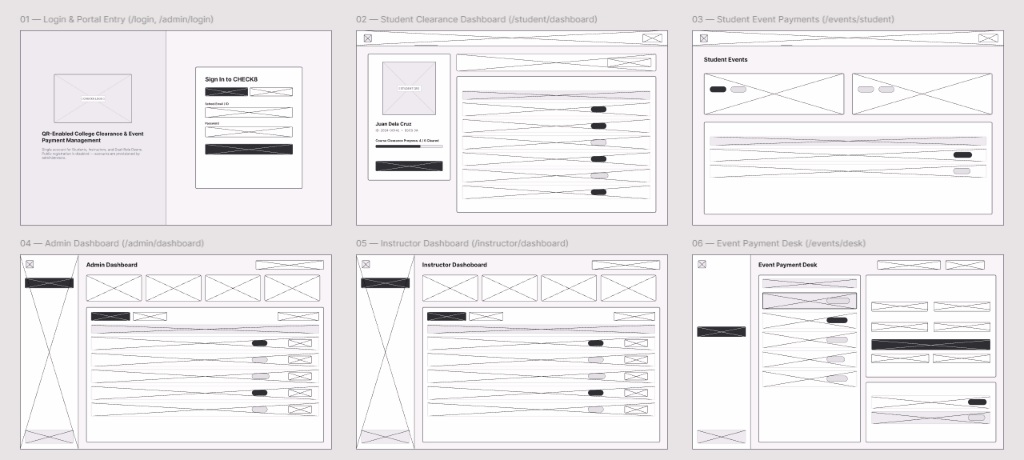 01 — Login & Portal Entry (/login, /admin/login)
02 — Student Clearance Dashboard (/student/dashboard)
03 — Student Event Payments (/events/student)
Sign In to CHECK8
QR-Enabled College Clearance & Event
Payment Management
Juan Dela Cruz
Student Events
04 — Admin Dashboard (/admin/dashboard)
05 — Instructor Dashboard (/instructor/dashboard)
06 — Event Payment Desk (/events/desk)
Admin Dashboard
Instructor Dashboard
Event Payment Desk